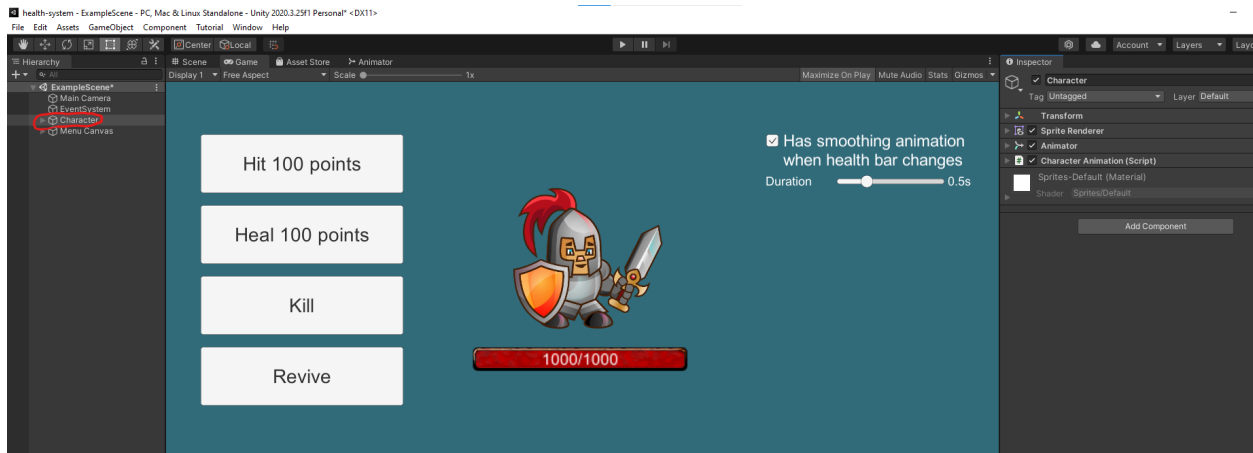 health-system - ExampleScene - PC, Mac & Linux Standalone - Unity 2020.3.25f1 Personal* <DX11>
File Edit Assets GameObject Component Tutorial Window Help
Center Local
Account Layers Layo
Hierarchy
All
ExampleScene*
Main Camera
EventSystem
Character
Menu Canvas
Scene Game Asset Store Animator
Display 1 Free Aspect Scale 1x Maximize On Play Mute Audio Stats Gizmos
Hit 100 points
Heal 100 points
Kill
Revive
Has smoothing animation
when health bar changes
Duration 0.5s
1000/1000
Inspector
Character
Tag Untagged Layer Default
Transform
Sprite Renderer
Animator
# Character Animation (Script)
Sprites-Default (Material)
Shader Sprites/Default
Add Component